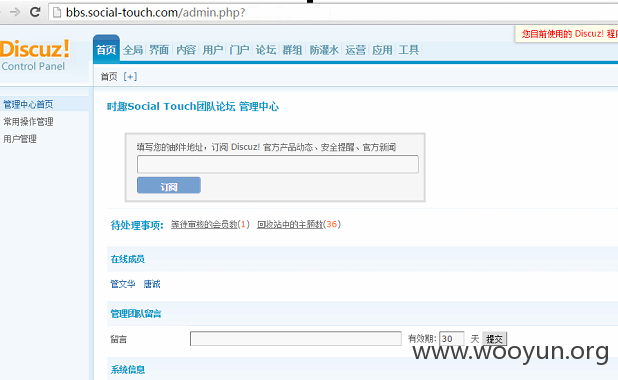 bbs.social-touch.com/admin.php?
您目前使用的 Discuz! 程
Discuz!
Control Panel
首页 全局 界面 内容 用户 门户 论坛 群组 防灌水 运营 应用 工具
首页 [+]
管理中心首页
常用操作管理
用户管理
时趣Social Touch团队论坛 管理中心
填写您的邮件地址，订阅 Discuz! 官方产品动态、安全提醒、官方新闻
订阅
待处理事项: 等待审核的会员数(1) 回收站中的主题数(36)
在线成员
管文华 唐诚
管理团队留言
留言 有效期: 30 天 提交
www.wooyun.org
系统信息